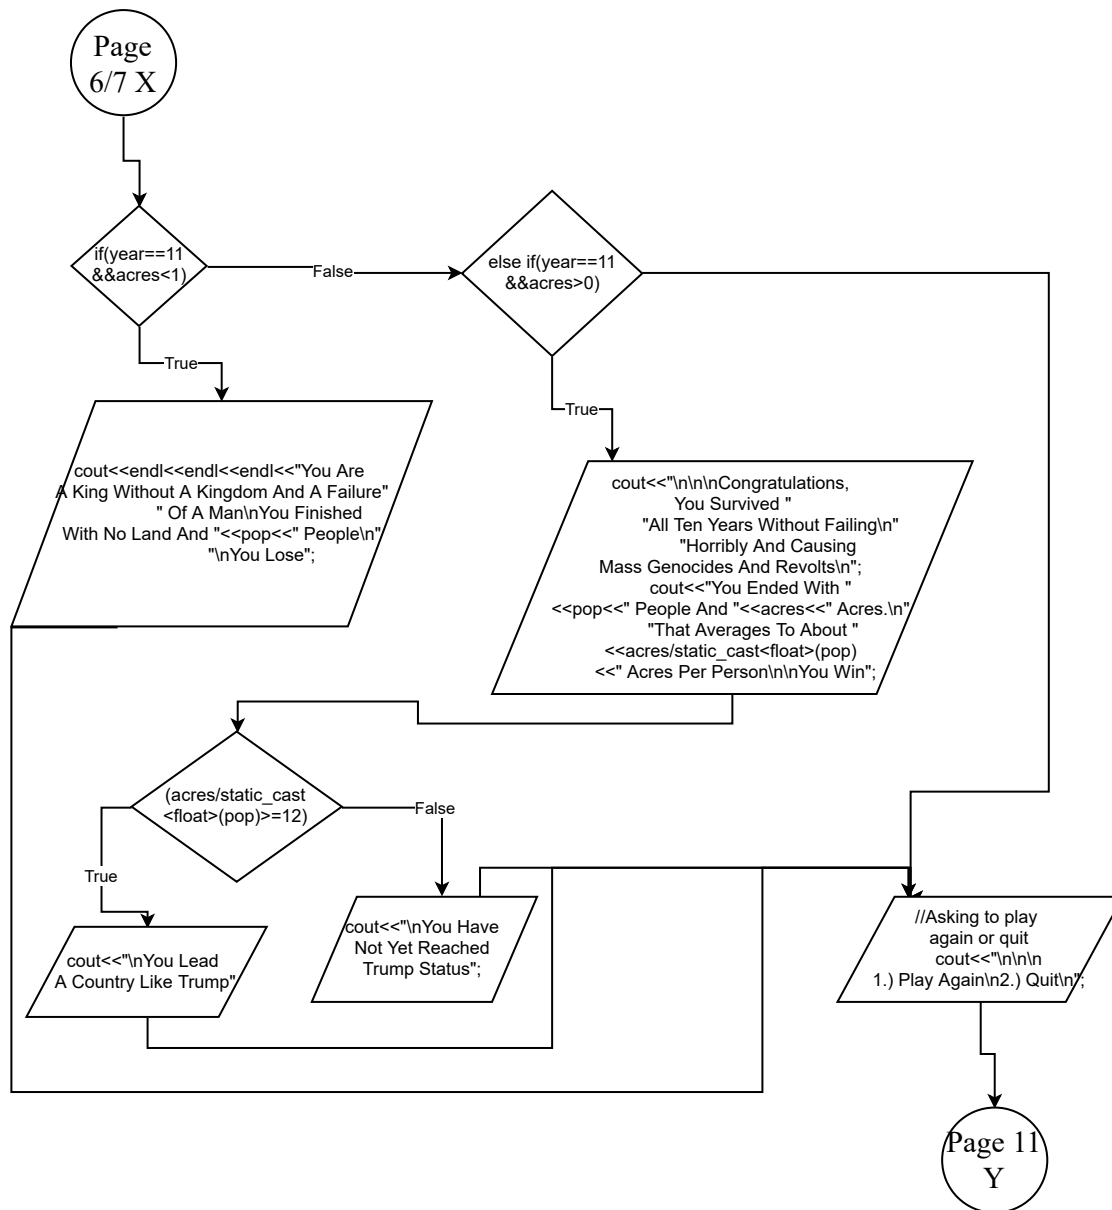 Page
6/7 X
if(year==11
&&acres<1)
False
else if(year==11
&&acres>0)
True
True
cout<<endl<<endl<<endl<<"You Are
A King Without A Kingdom And A Failure"
" Of A Man\nYou Finished
With No Land And "<<pop<<" People\n"
"\nYou Lose";
cout<<"\n\n\nCongratulations,
You Survived "
"All Ten Years Without Failing\n"
"Horribly And Causing
Mass Genocides And Revolts\n";
cout<<"You Ended With "
<<pop<<" People And "<<acres<<" Acres.\n"
"That Averages To About "
<<acres/static_cast<float>(pop)
<<" Acres Per Person\n\nYou Win";
(acres/static_cast
<float>(pop)>=12)
False
True
cout<<"\nYou Lead
A Country Like Trump"
cout<<"\nYou Have
Not Yet Reached
Trump Status";
//Asking to play
again or quit
cout<<"\n\n\n
1.) Play Again\n2.) Quit\n";
Page 11
Y